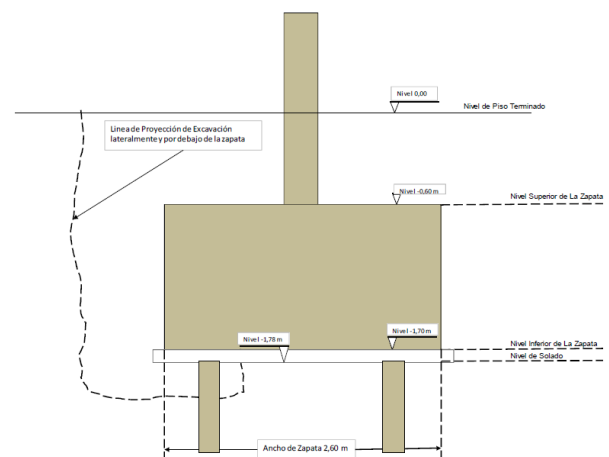 Nivel 0,00
Nivel de Piso Terminado
Linea de Proyección de Excavación
lateralmente y por debajo de la zapata
Nivel -0,60 m
Nivel Superior de La Zapata
Nivel -1,78 m
Nivel -1,70 m
Nivel Inferior de La Zapata
Nivel de Solado
Ancho de Zapata 2,60 m